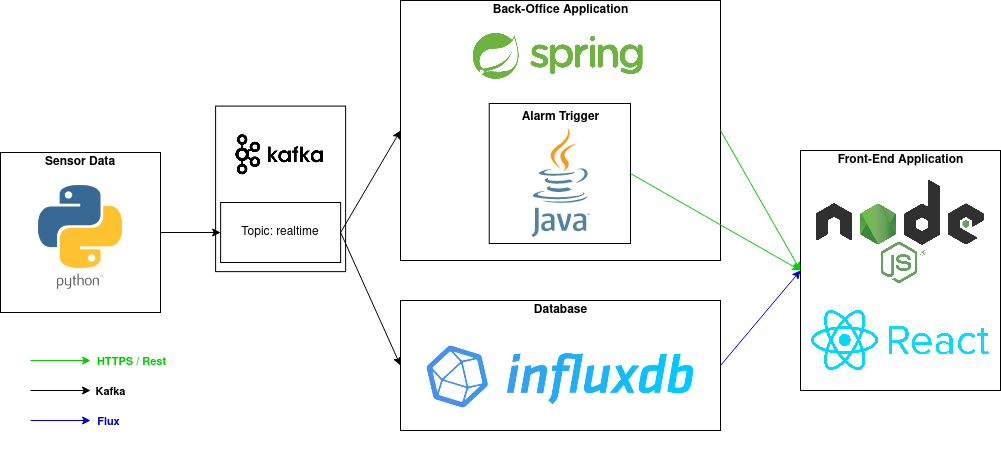 Back-Office Application
spring
Alarm Trigger
Java™
Sensor Data
python™
kafka
Topic: realtime
Front-End Application
node
JS®
React
Database
influxdb
HTTPS / Rest
Kafka
Flux